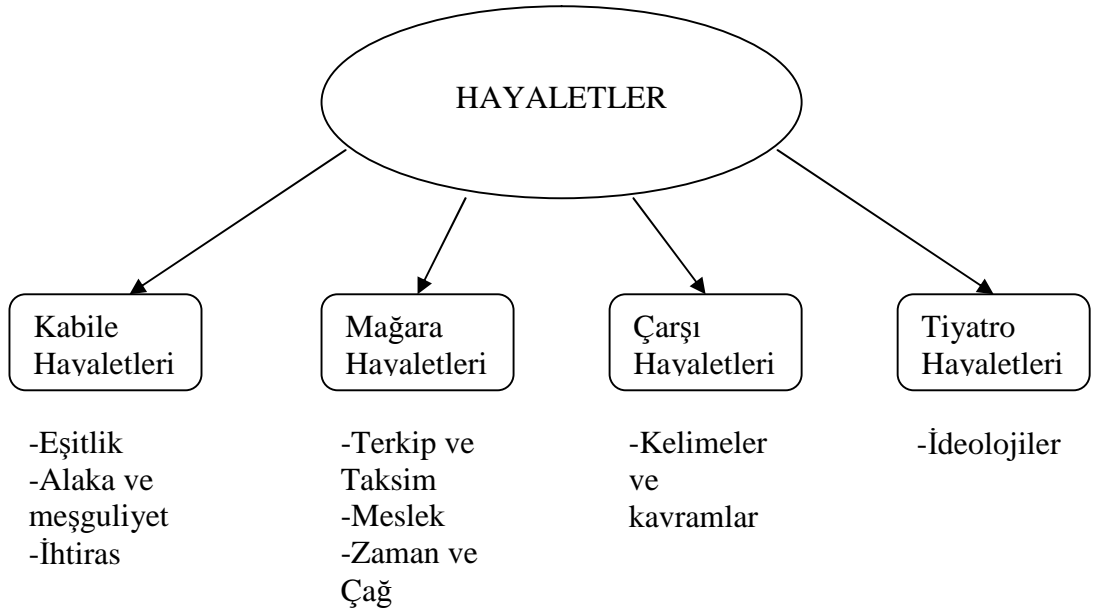 HAYALETLER
Kabile
Hayaletleri
Mağara
Hayaletleri
Çarşı
Hayaletleri
Tiyatro
Hayaletleri
-Eşitlik
-Alaka ve
meşguliyet
-İhtiras
-Terkip ve
Taksim
-Meslek
-Zaman ve
Çağ
-Kelimeler
ve
kavramlar
-İdeolojiler